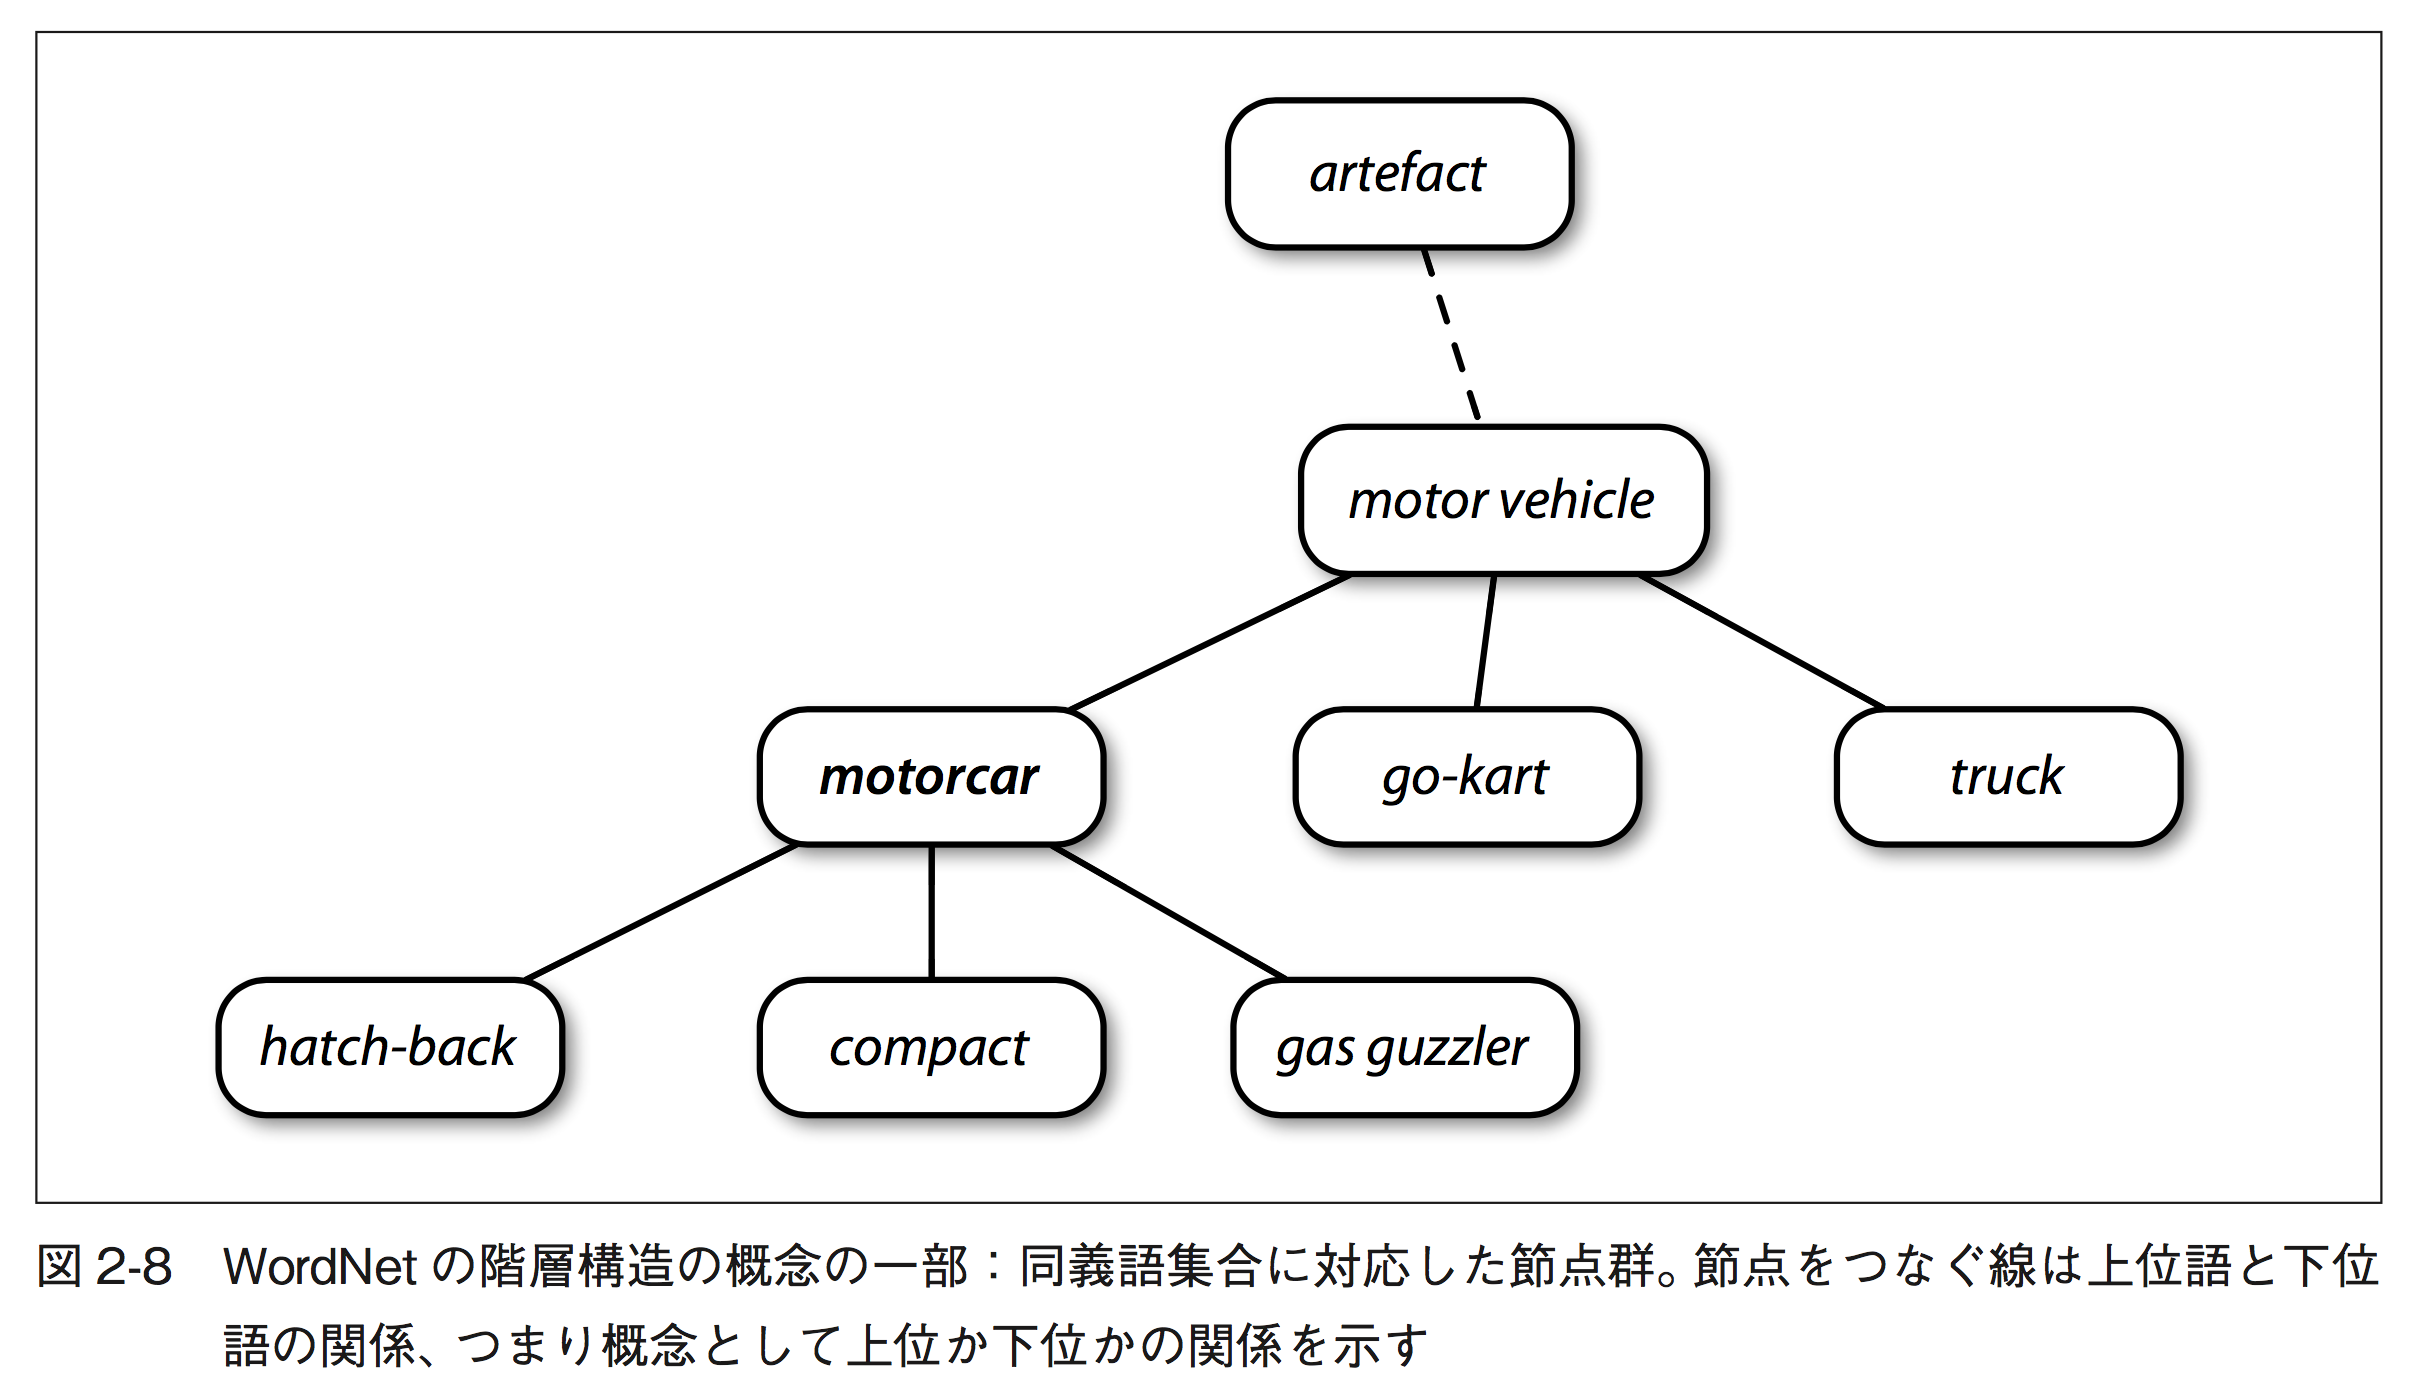 artefact
motor vehicle
motorcar
go-kart
truck
hatch-back
compact
gas guzzler
図 2-8 WordNet の階層構造の概念の一部：同義語集合に対応した節点群。節点をつなぐ線は上位語と下位
語の関係、つまり概念として上位か下位かの関係を示す